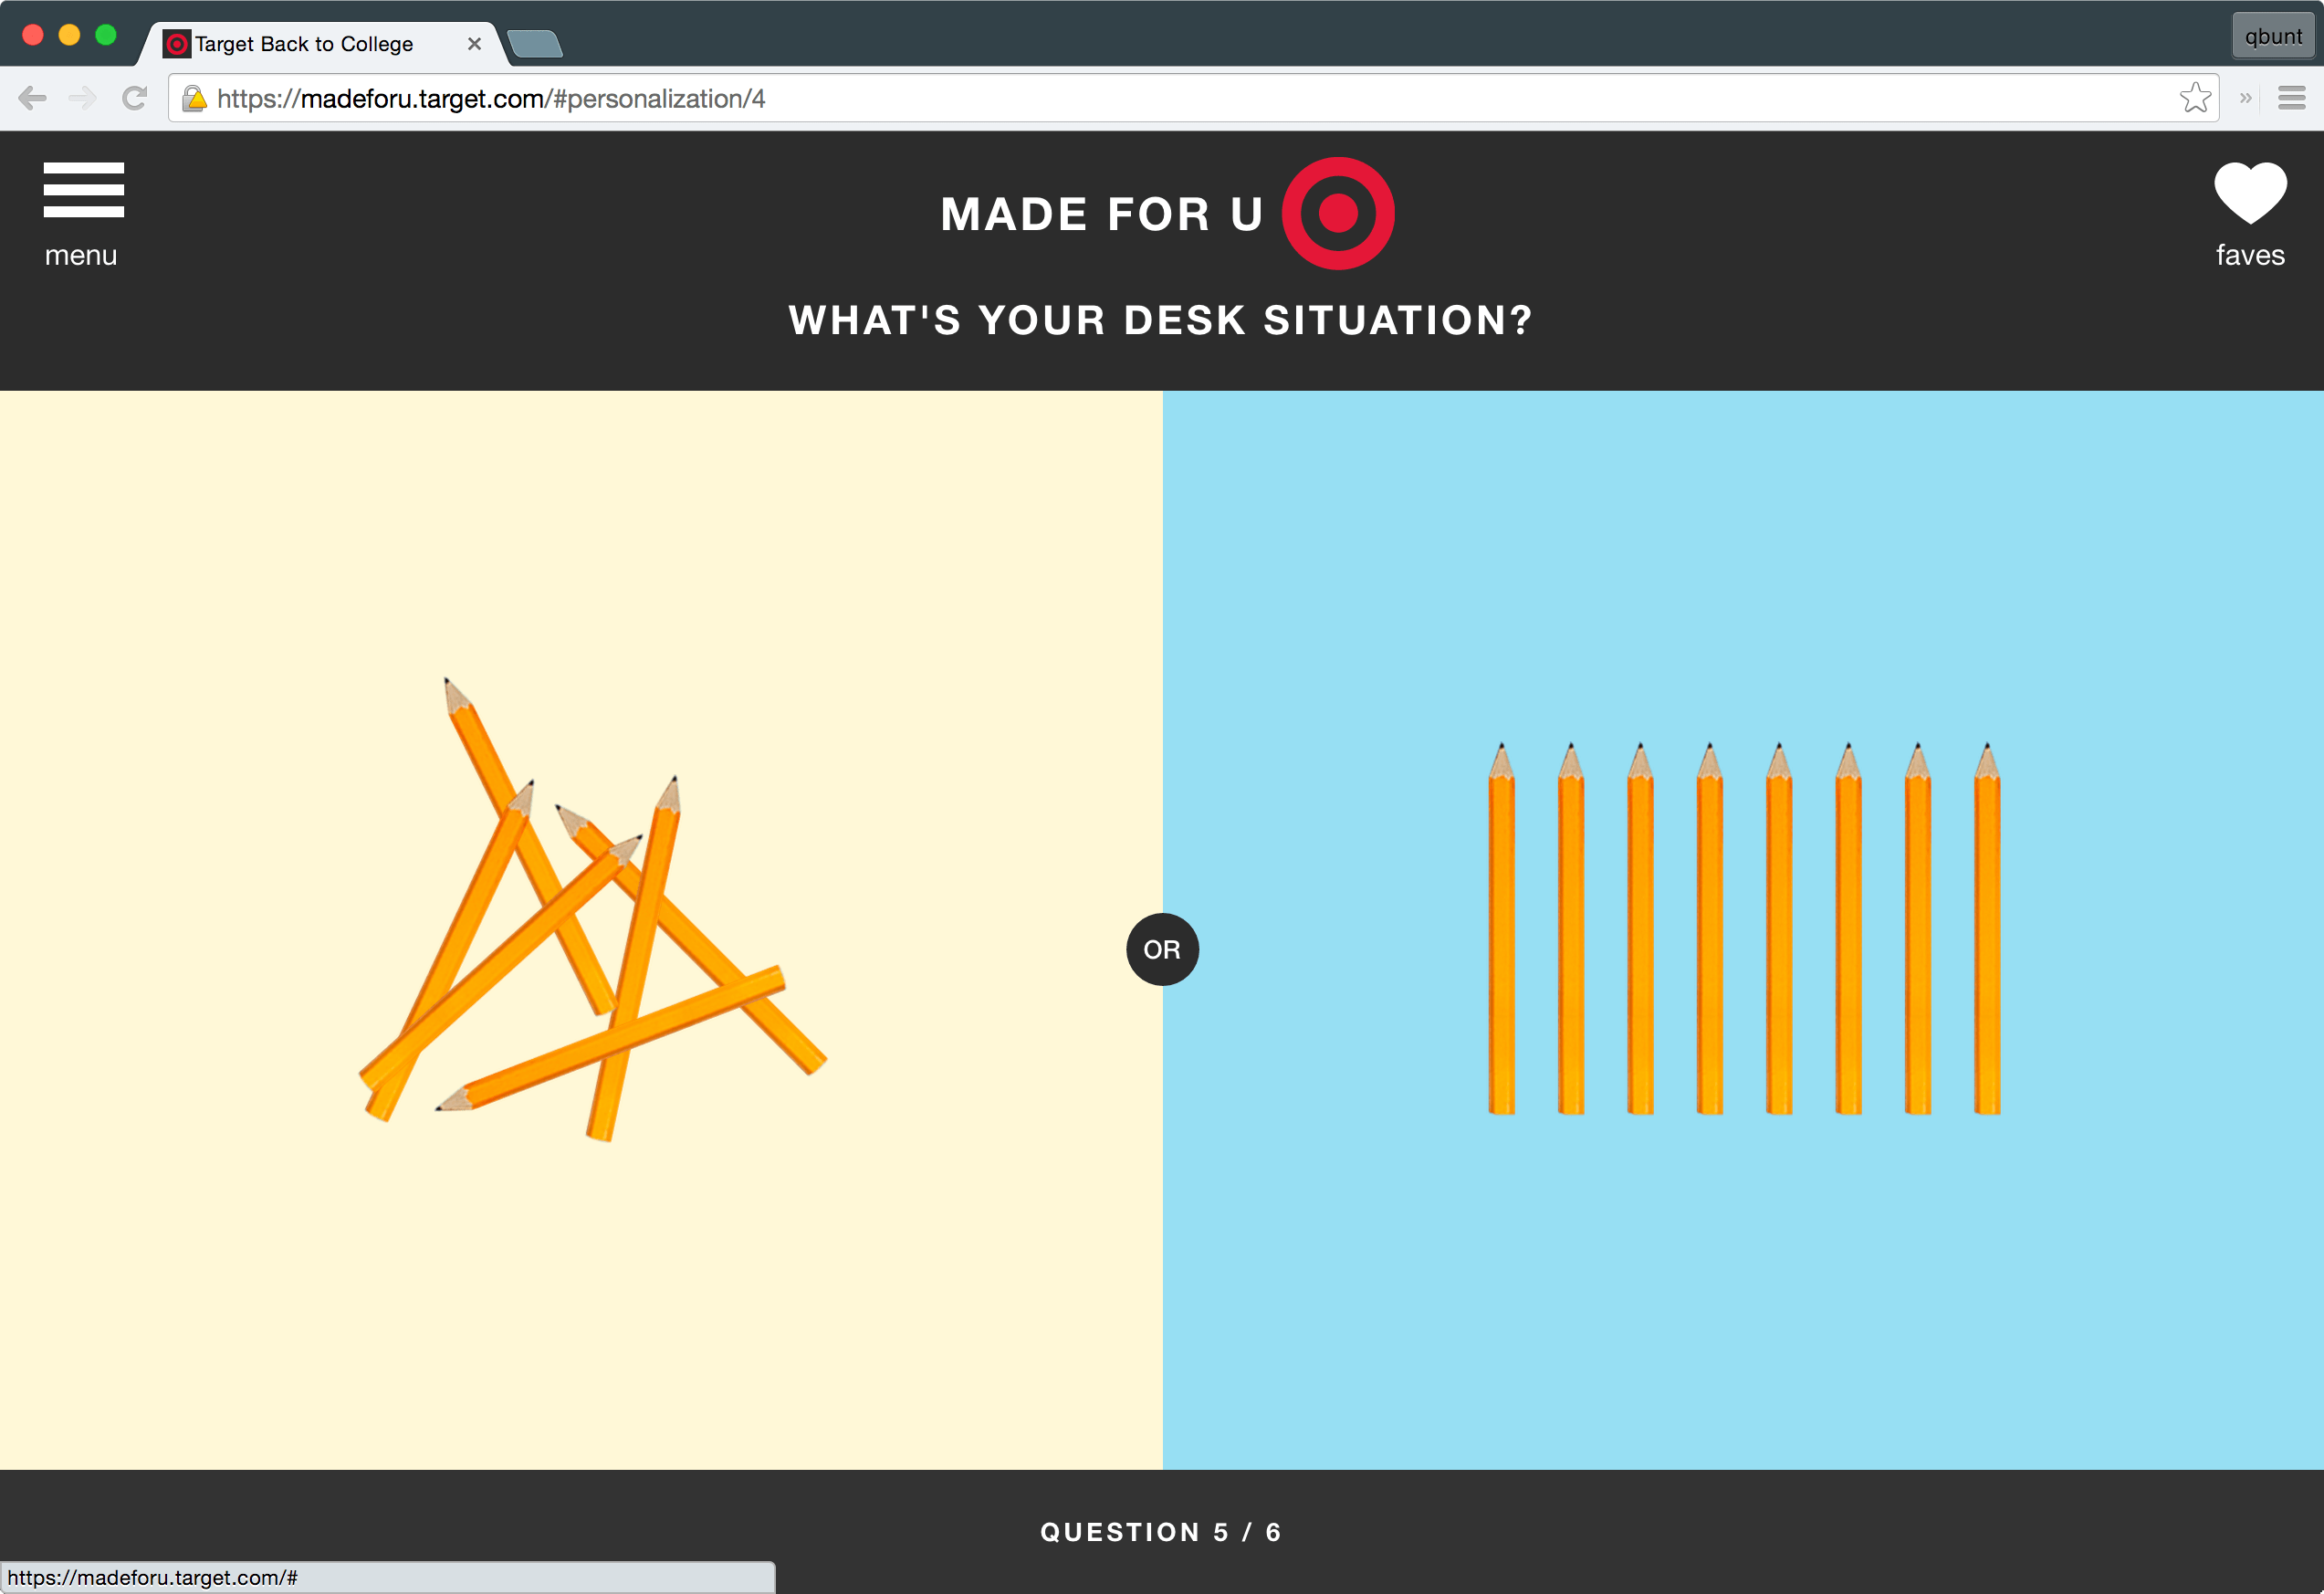 Target Back to College
qbunt
https://madeforu.target.com/#personalization/4
menu
MADE FOR U
faves
WHAT'S YOUR DESK SITUATION?
OR
QUESTION 5 / 6
https://madeforu.target.com/#